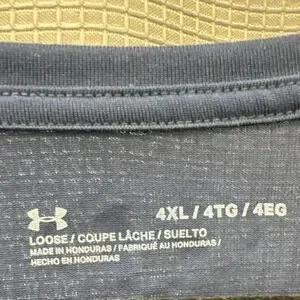 4XL / 4TG / 4EG
LOOSE / COUPE LÂCHE / SUELTO
MADE IN HONDURAS / FABRIQUÉ AU HONDURAS /
HECHO EN HONDURAS